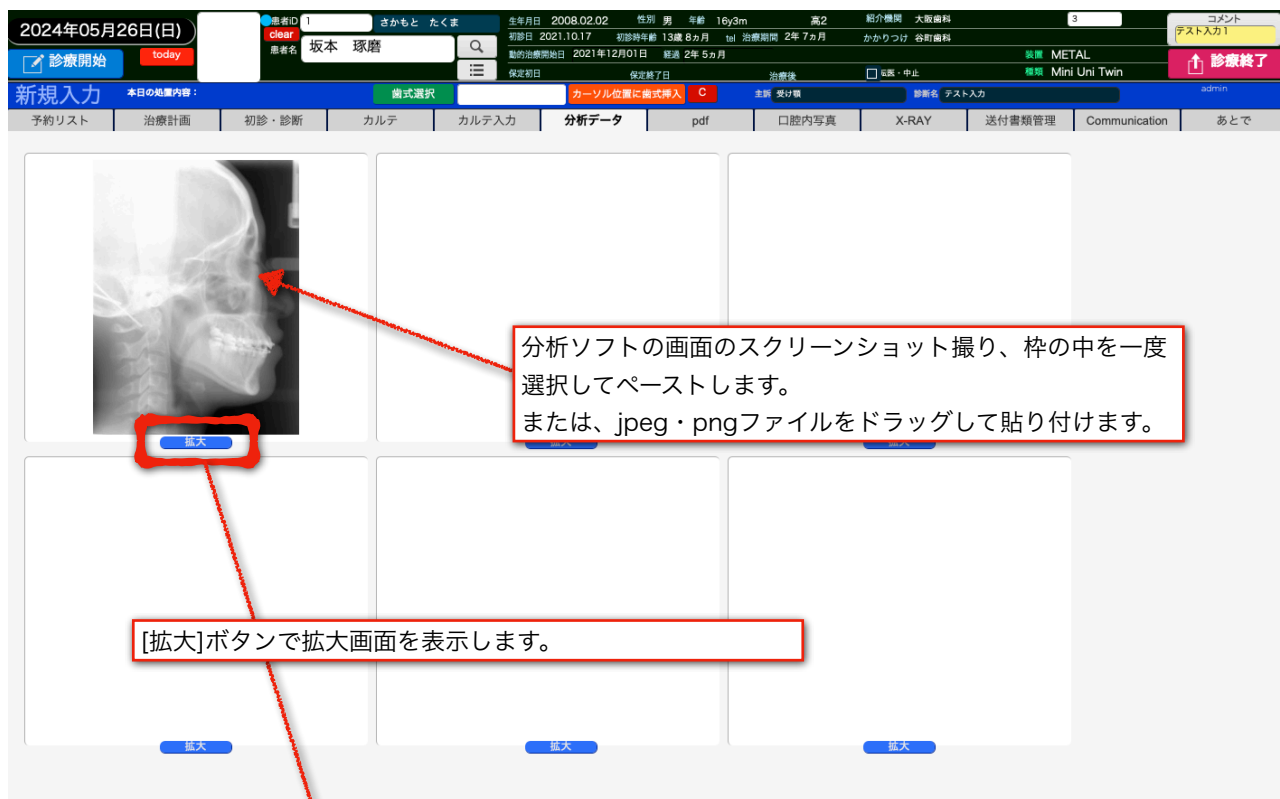 2024年05月26日(日)
患者ID 1 さかもと たくま
clear
患者名 坂本 琢磨
診療開始
today
生年月日 2008.02.02 性別 男 年齢 16y3m 高2
初診日 2021.10.17 初診時年齢 13歳 8ヵ月 tel 治療期間 2年 7ヵ月
動的治療開始日 2021年12月01日 経過 2年 5ヵ月
保定初日 保定終了日 治療後
紹介機関 大阪歯科
かかりつけ 谷町歯科
転医・中止
3
装置 METAL
種類 Mini Uni Twin
コメント
テスト入力1
診療終了
新規入力 本日の処置内容: 歯式選択 カーソル位置に歯式挿入 C 主訴 受け顎 診断名 テスト入力 admin
予約リスト 治療計画 初診・診断 カルテ カルテ入力 分析データ pdf 口腔内写真 X-RAY 送付書類管理 Communication あとで
分析ソフトの画面のスクリーンショット撮り、枠の中を一度
選択してペーストします。
または、jpeg・pngファイルをドラッグして貼り付けます。
拡大 拡大 拡大
[拡大]ボタンで拡大画面を表示します。
拡大 拡大 拡大